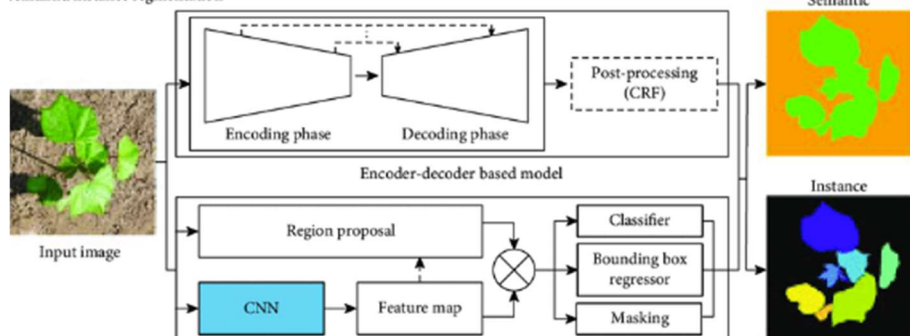 Semantic
Post-processing
(CRF)
Encoding phase
Decoding phase
Encoder-decoder based model
Input image
Instance
Region proposal
Classifier
Bounding box
regressor
CNN
Feature map
Masking